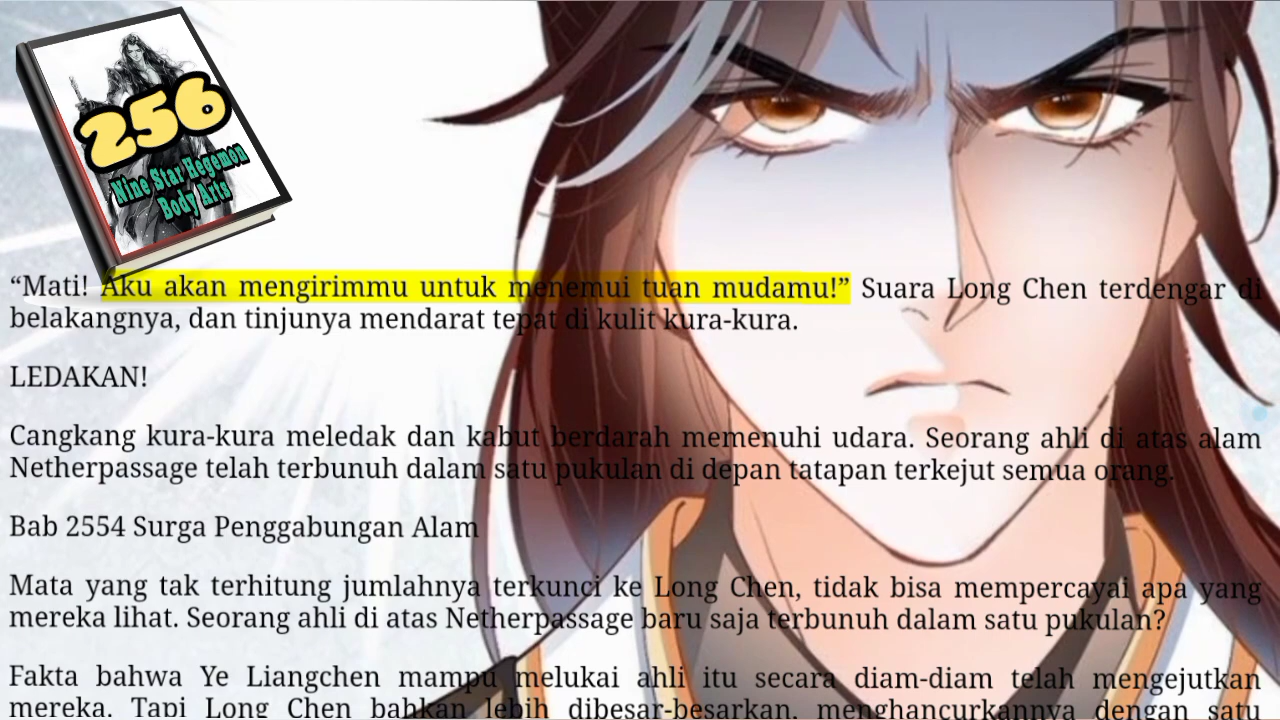 256
Nine Star Hegemon
Body Arts
“Mati! Aku akan mengirimmu untuk menemui tuan mudamu!” Suara Long Chen terdengar di
belakangnya, dan tinjunya mendarat tepat di kulit kura-kura.
LEDAKAN!
Cangkang kura-kura meledak dan kabut berdarah memenuhi udara. Seorang ahli di atas alam
Netherpassage telah terbunuh dalam satu pukulan di depan tatapan terkejut semua orang.
Bab 2554 Surga Penggabungan Alam
Mata yang tak terhitung jumlahnya terkunci ke Long Chen, tidak bisa mempercayai apa yang
mereka lihat. Seorang ahli di atas Netherpassage baru saja terbunuh dalam satu pukulan?
Fakta bahwa Ye Liangchen mampu melukai ahli itu secara diam-diam telah mengejutkan
mereka. Tapi Long Chen bahkan lebih dibesar-besarkan, menghancurkannya dengan satu